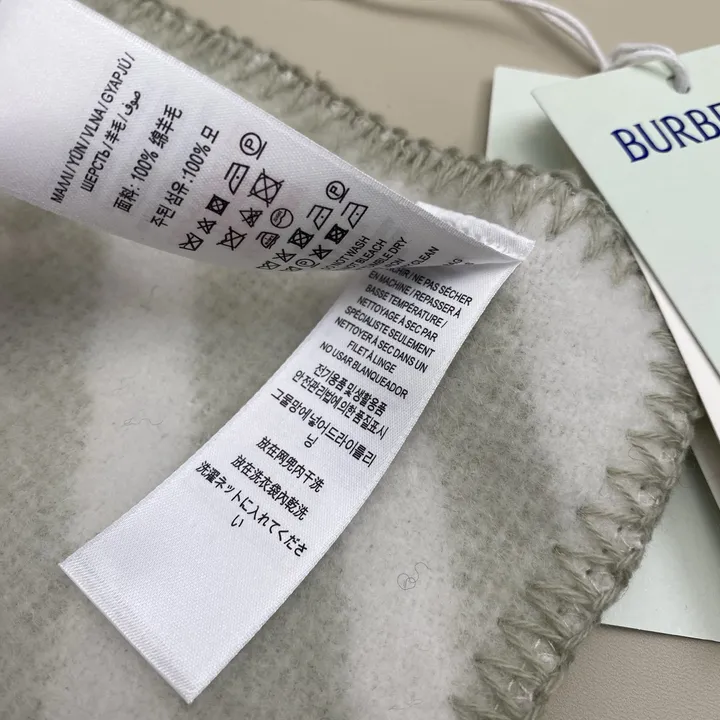 ΜΑΛΛΙ / YÜN / VLNA / GYAPJÚ /
ШЕРСТЬ / 羊毛 / صوف
面料: 100% 绵羊毛
주된 섬유: 100% 모
NOT WASH
BLEACH
DRY
CLEAN
/ NE PAS SÉCHER
EN MACHINE / REPASSER À
BASSE TEMPÉRATURE /
NETTOYAGE À SEC PAR
SPÉCIALISTE SEULEMENT
NETTOYER À SEC DANS UN
FILET À LINGE
NO USAR BLANQUEADOR
전기용품 및 생활용품
안전관리법에 의한 품질표시
그물망에 넣어 드라이클리
닝
放在网兜内干洗
放在洗衣袋內乾洗
洗濯ネットに入れてくださ
い
BURBE